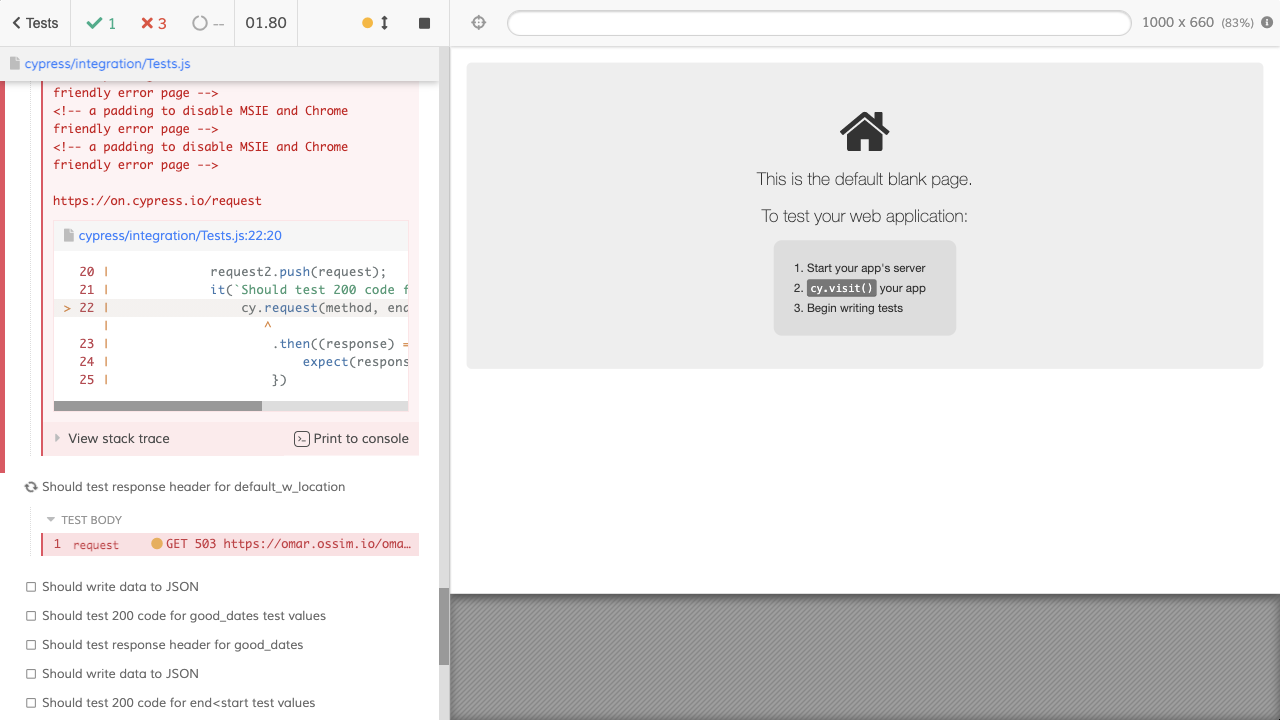 Tests
1
3
--
01.80
1000 x 660 (83%)
cypress/integration/Tests.js
friendly error page -->
<!-- a padding to disable MSIE and Chrome
friendly error page -->
<!-- a padding to disable MSIE and Chrome
friendly error page -->
https://on.cypress.io/request
cypress/integration/Tests.js:22:20
20 | request2.push(request);
21 | it(`Should test 200 code f
> 22 | cy.request(method, end
| ^
23 | .then((response) =
24 | expect(respons
25 | })
View stack trace
Print to console
Should test response header for default_w_location
TEST BODY
1 request GET 503 https://omar.ossim.io/oma…
Should write data to JSON
Should test 200 code for good_dates test values
Should test response header for good_dates
Should write data to JSON
Should test 200 code for end<start test values
This is the default blank page.
To test your web application:
1. Start your app's server
2. cy.visit() your app
3. Begin writing tests